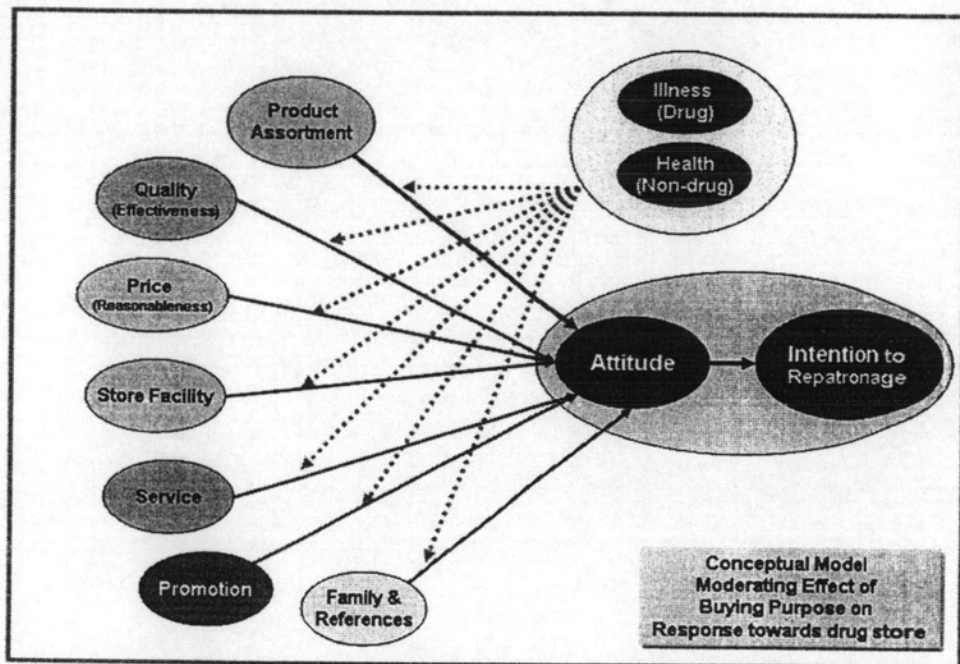 Product
Assortment
Illness
(Drug)
Health
(Non-drug)
Quality
(Effectiveness)
Price
(Reasonableness)
Store Facility
Attitude
Intention to
Repatronage
Service
Promotion
Family &
References
Conceptual Model
Moderating Effect of
Buying Purpose on
Response towards drug store